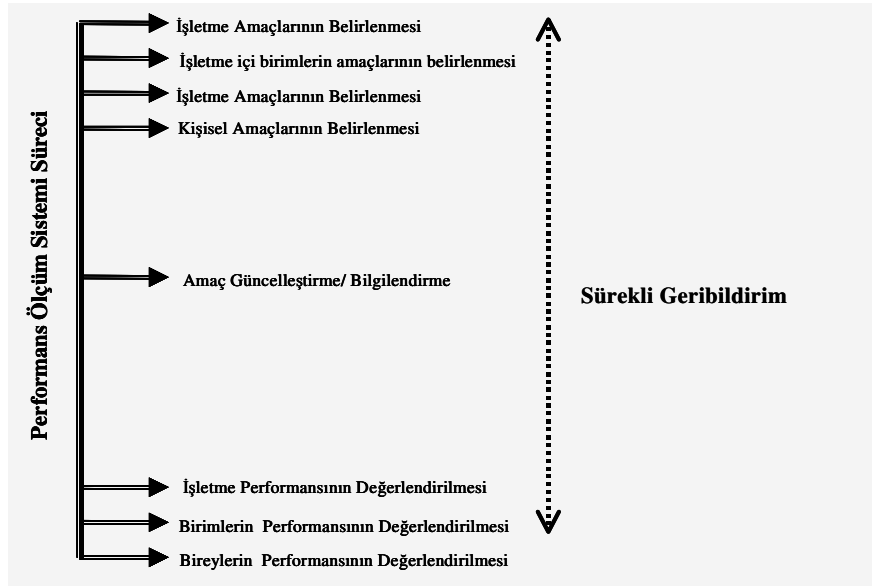 Performans Ölçüm Sistemi Süreci
İşletme Amaçlarının Belirlenmesi
İşletme içi birimlerin amaçlarının belirlenmesi
İşletme Amaçlarının Belirlenmesi
Kişisel Amaçlarının Belirlenmesi
Amaç Güncelleştirme/ Bilgilendirme
Sürekli Geribildirim
İşletme Performansının Değerlendirilmesi
Birimlerin Performansının Değerlendirilmesi
Bireylerin Performansının Değerlendirilmesi